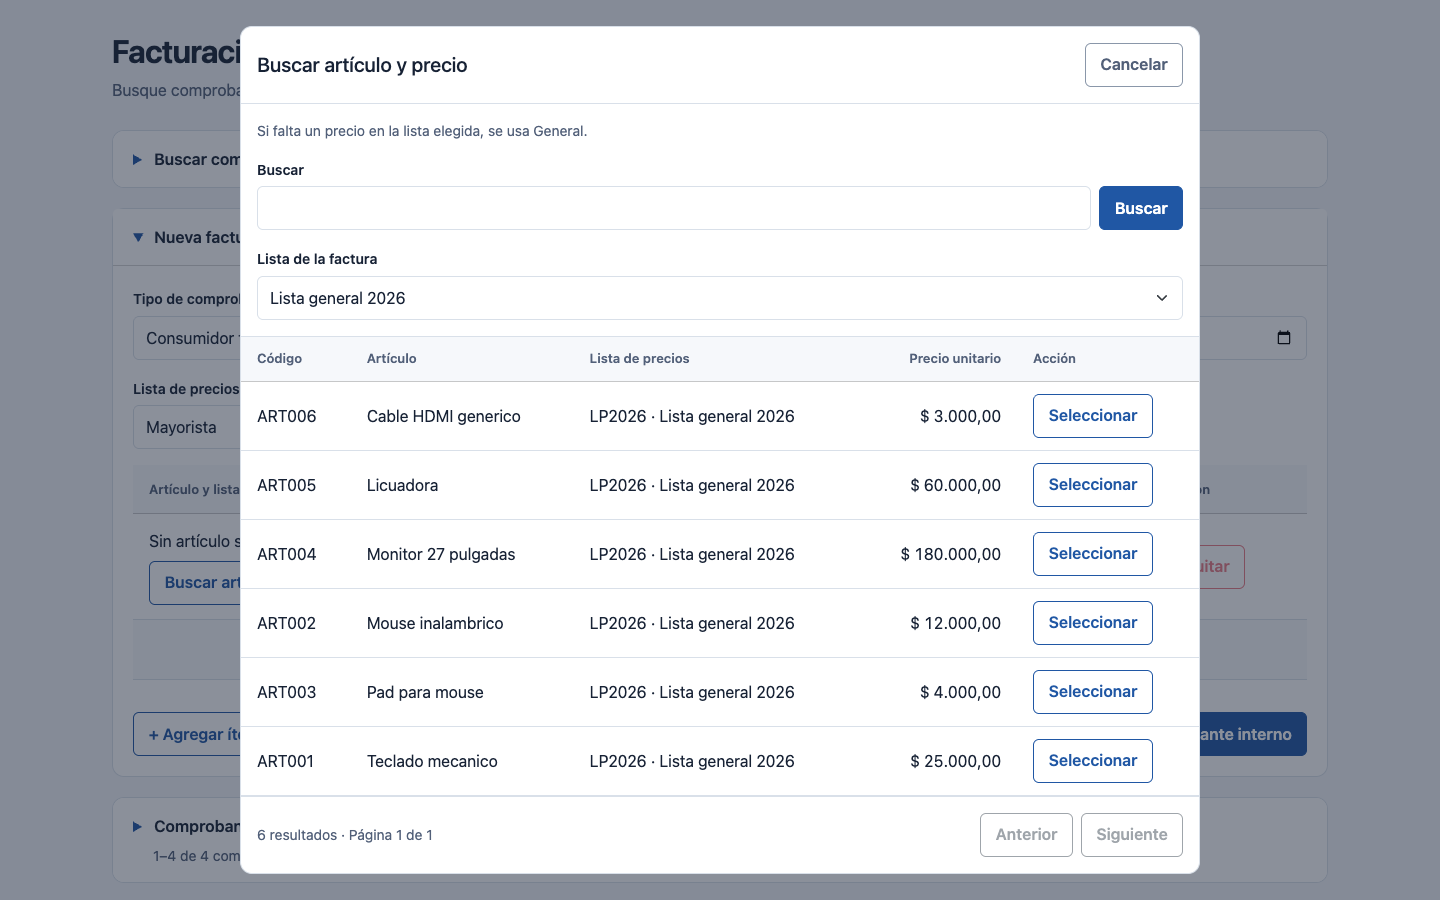 Facturaci
Busque comproba
Buscar com
Nueva factu
Tipo de comprob
Consumidor
Lista de precios
Mayorista
Artículo y lista
Sin artículo s
Buscar art
uitar
+ Agregar íte
ante interno
Comproban
1–4 de 4 com
Buscar artículo y precio
Cancelar
Si falta un precio en la lista elegida, se usa General.
Buscar
Buscar
Lista de la factura
Lista general 2026
Código Artículo Lista de precios Precio unitario Acción
ART006 Cable HDMI generico LP2026 · Lista general 2026 $ 3.000,00 Seleccionar
ART005 Licuadora LP2026 · Lista general 2026 $ 60.000,00 Seleccionar
ART004 Monitor 27 pulgadas LP2026 · Lista general 2026 $ 180.000,00 Seleccionar
ART002 Mouse inalambrico LP2026 · Lista general 2026 $ 12.000,00 Seleccionar
ART003 Pad para mouse LP2026 · Lista general 2026 $ 4.000,00 Seleccionar
ART001 Teclado mecanico LP2026 · Lista general 2026 $ 25.000,00 Seleccionar
6 resultados · Página 1 de 1
Anterior Siguiente